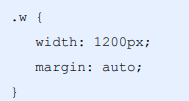 .w {
    width: 1200px;
    margin: auto;
}